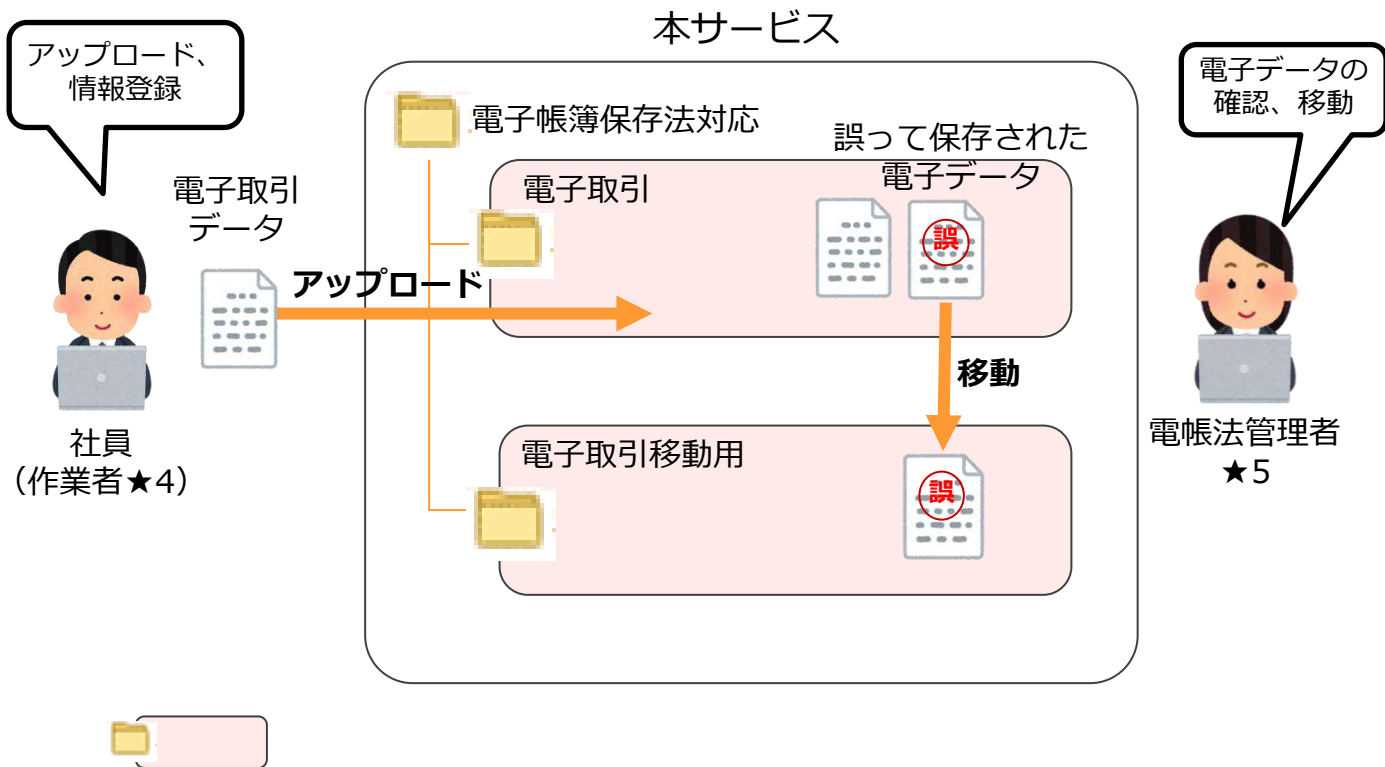 本サービス
アップロード、
情報登録
電子データの
確認、移動
電子帳簿保存法対応
誤って保存された
電子データ
電子取引
電子取引
データ
誤
アップロード
移動
社員
（作業者★4）
電子取引移動用
誤
電帳法管理者
★5